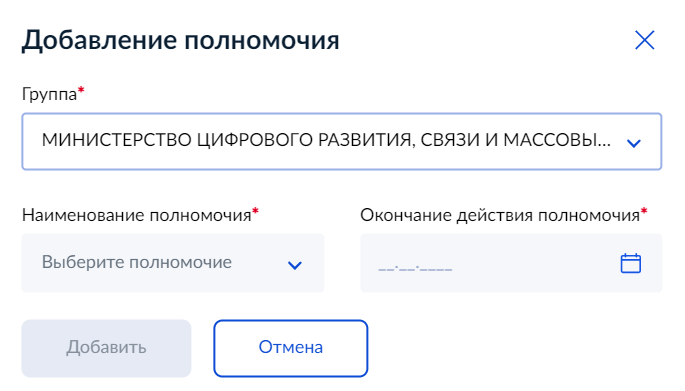 Добавление полномочия
Группа*
МИНИСТЕРСТВО ЦИФРОВОГО РАЗВИТИЯ, СВЯЗИ И МАССОВЫ...
Наименование полномочия* Окончание действия полномочия*
Выберите полномочие __.__.____
Добавить Отмена